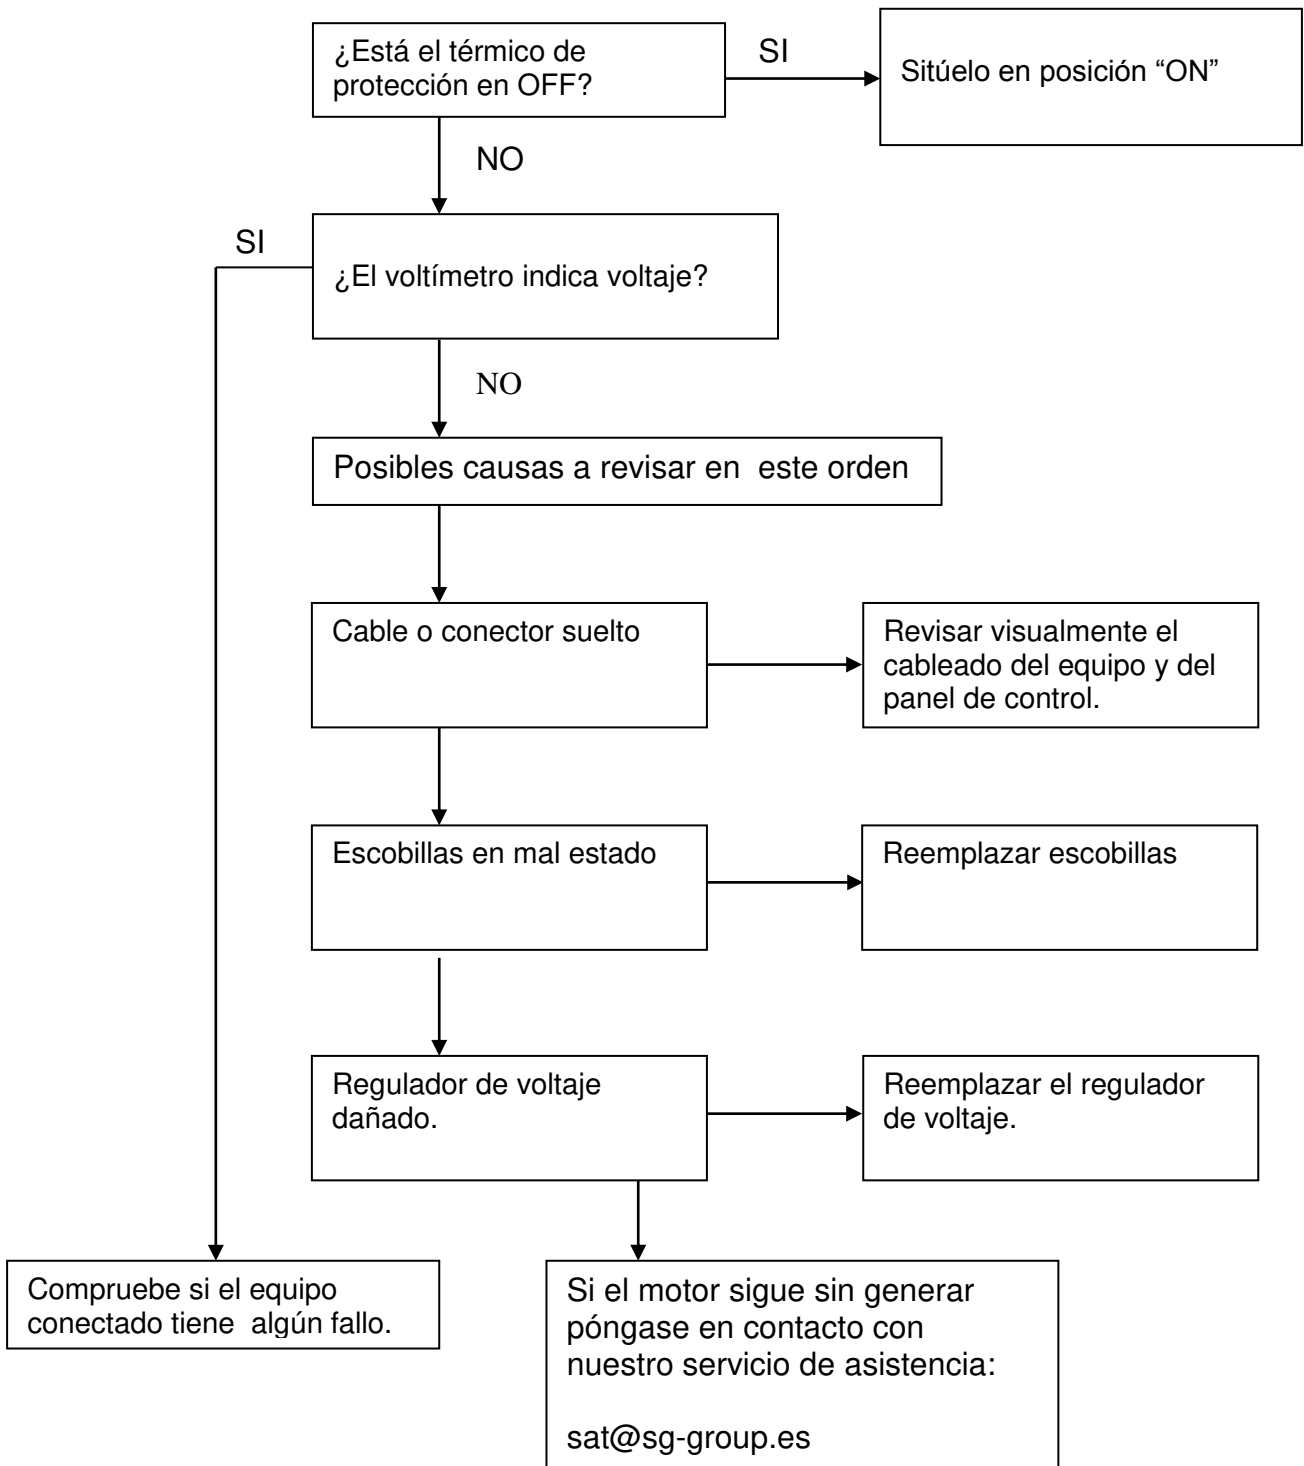 ¿Está el térmico de
protección en OFF?
SI
Sitúelo en posición “ON”
NO
SI
¿El voltímetro indica voltaje?
NO
Posibles causas a revisar en  este orden
Cable o conector suelto
Revisar visualmente el
cableado del equipo y del
panel de control.
Escobillas en mal estado
Reemplazar escobillas
Regulador de voltaje
dañado.
Reemplazar el regulador
de voltaje.
Compruebe si el equipo
conectado tiene  algún fallo.
Si el motor sigue sin generar
póngase en contacto con
nuestro servicio de asistencia:
sat@sg-group.es